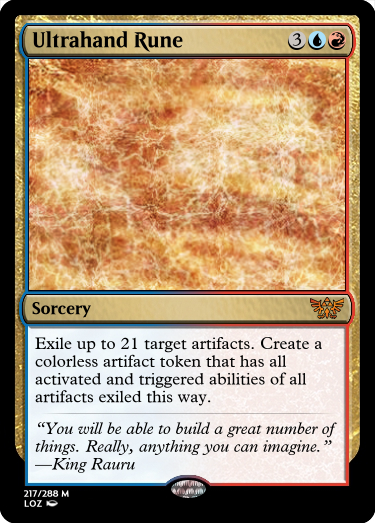 Ultrahand Rune 3
Sorcery
Exile up to 21 target artifacts. Create a
colorless artifact token that has all
activated and triggered abilities of all
artifacts exiled this way.
“You will be able to build a great number of
things. Really, anything you can imagine.”
—King Rauru
217/288 M
LOZ